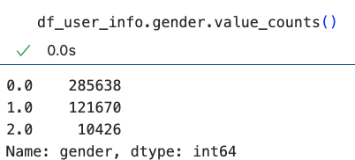 df_user_info.gender.value_counts()
✓ 0.0s
0.0 285638
1.0 121670
2.0 10426
Name: gender, dtype: int64